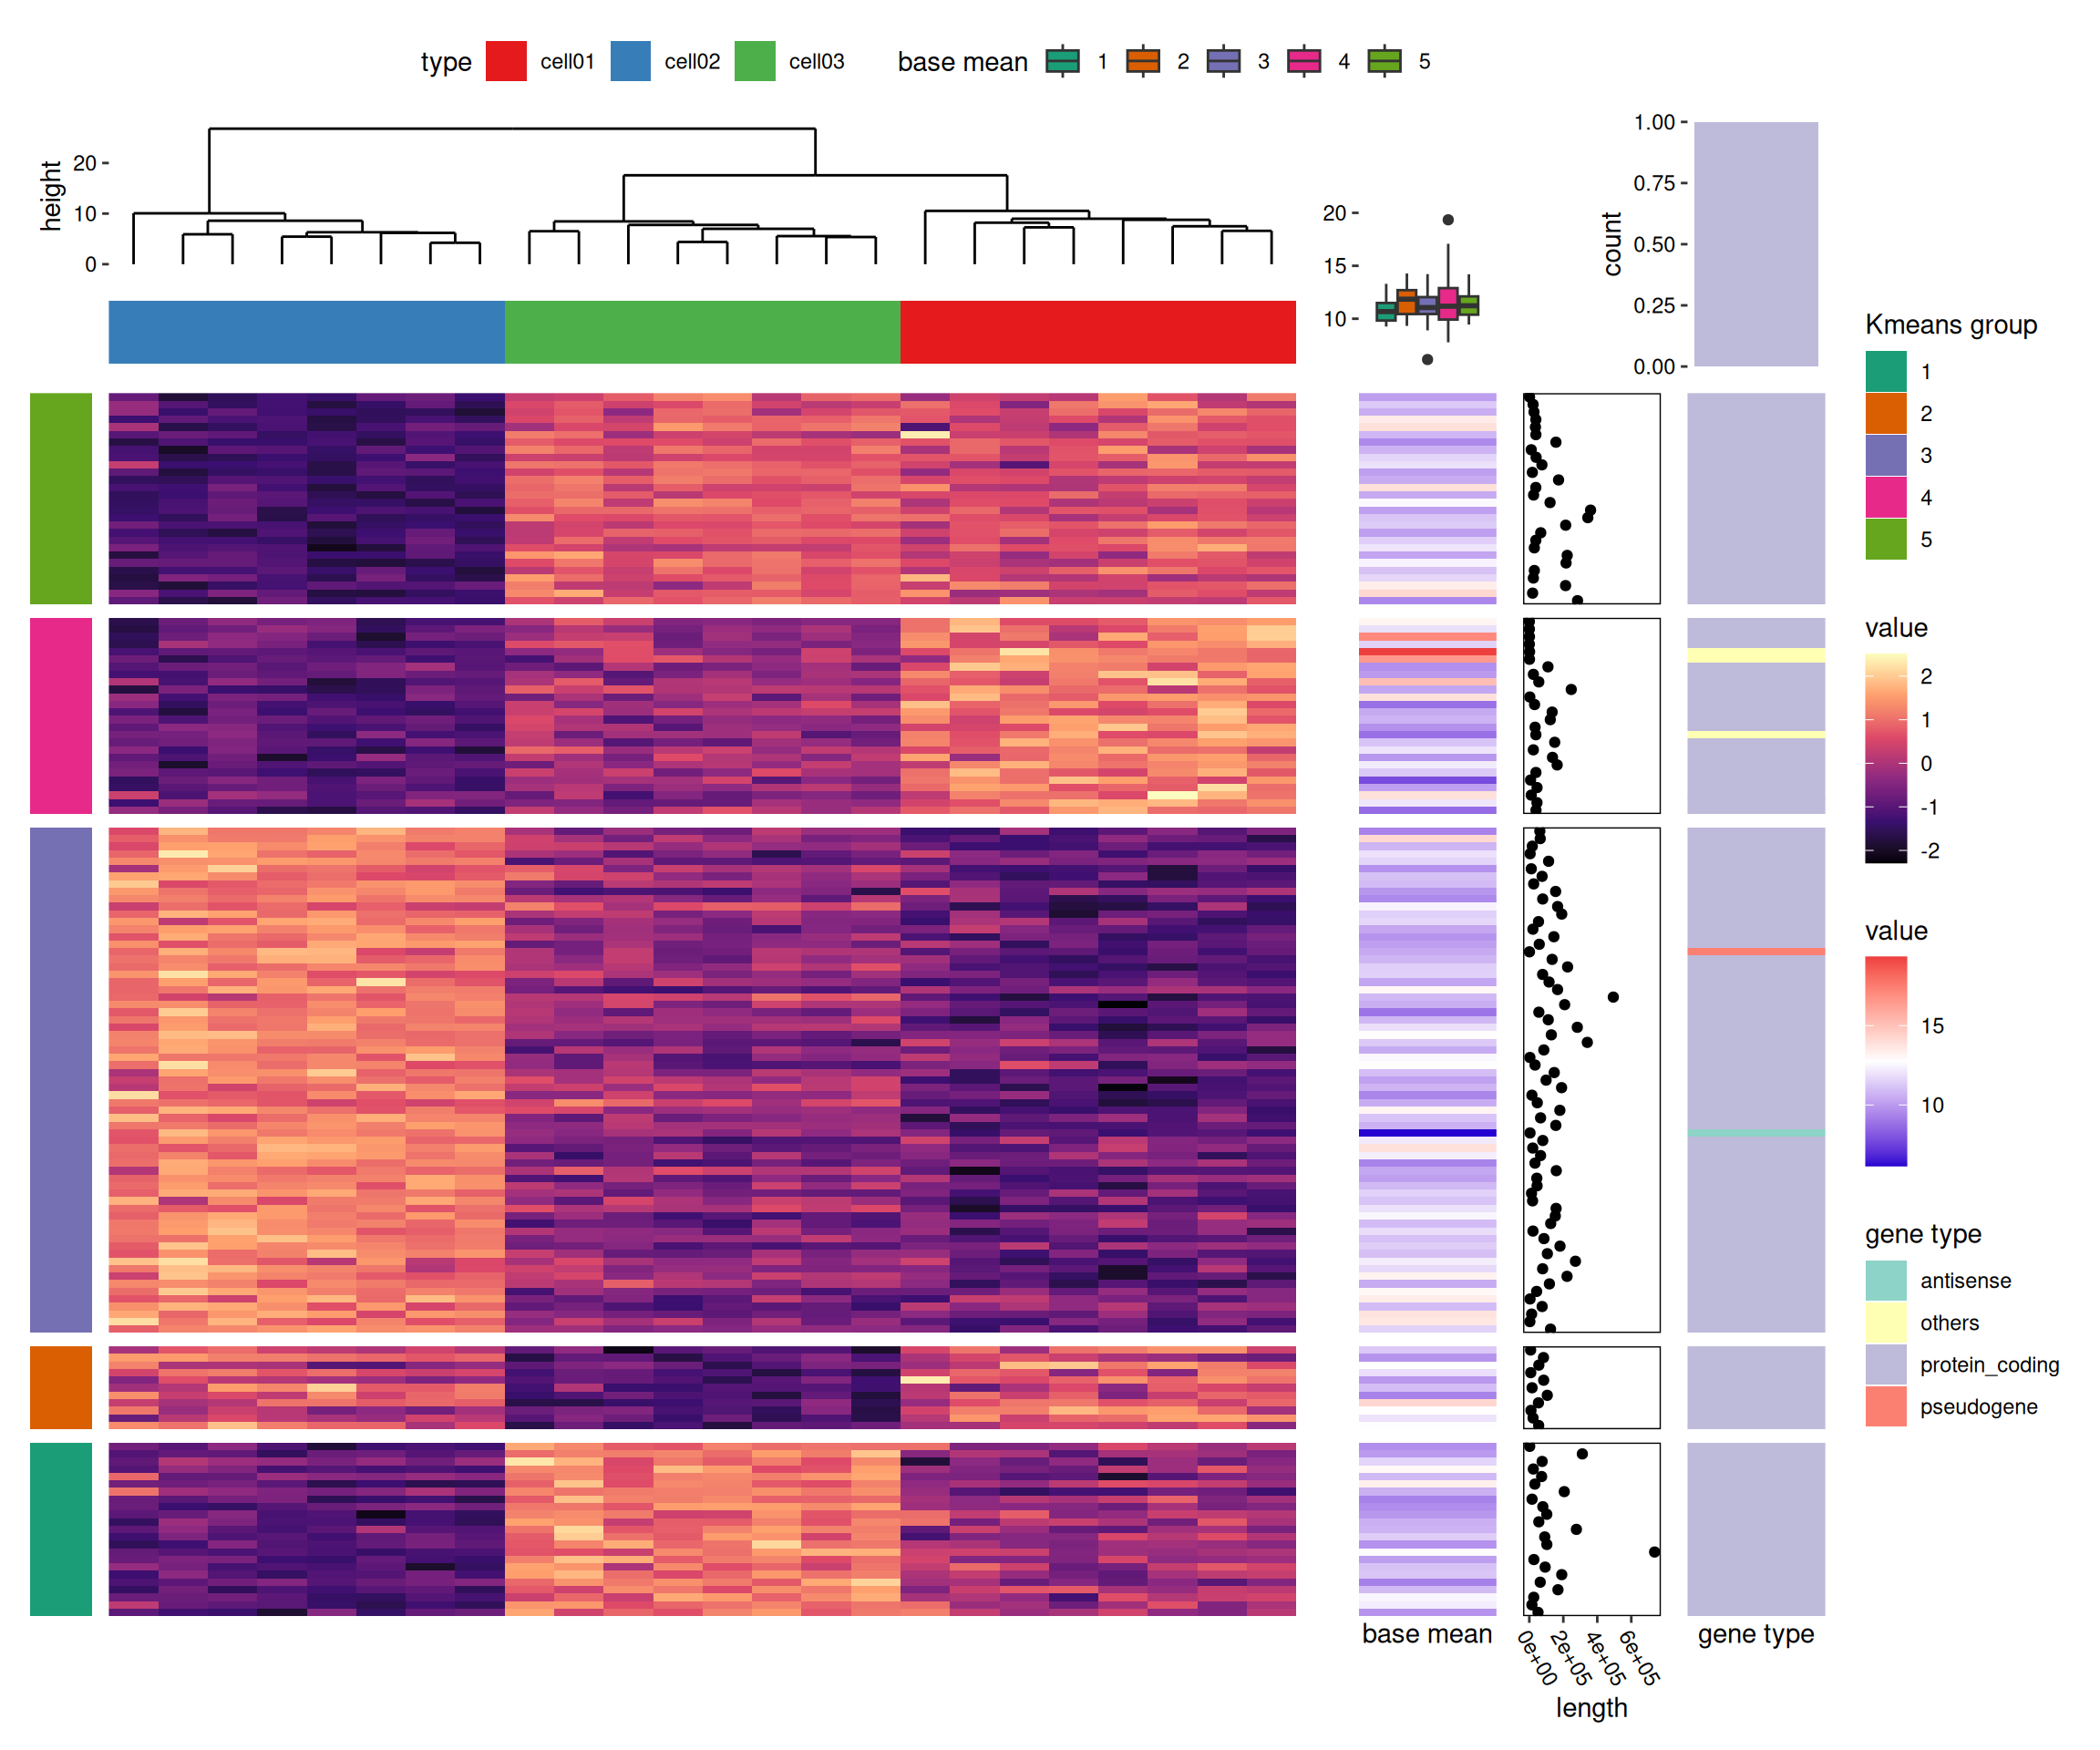 type cell01 cell02 cell03 base mean 1 2 3 4 5
height
20
10
0
20
15
10
count
1.00
0.75
0.50
0.25
0.00
Kmeans group
1
2
3
4
5
value
2
1
0
-1
-2
value
15
10
gene type
antisense
others
protein_coding
pseudogene
base mean
0e+00 2e+05 4e+05 6e+05
length
gene type